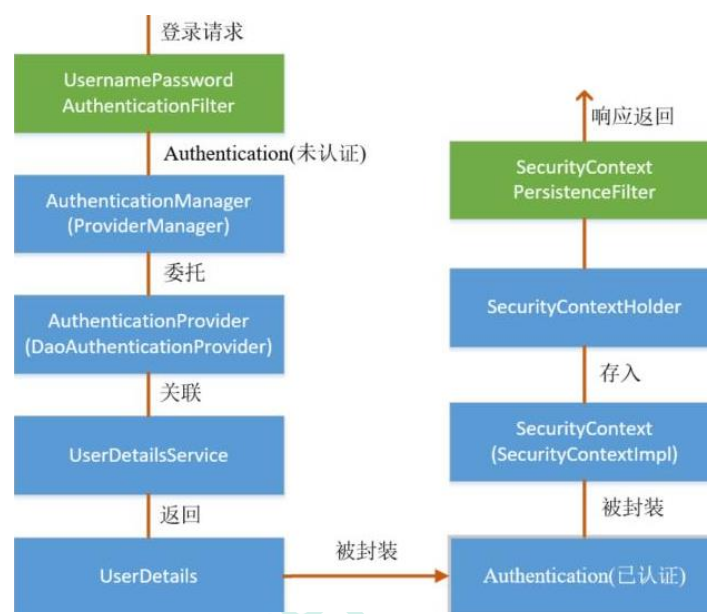 登录请求
UsernamePassword
AuthenticationFilter
Authentication(未认证)
AuthenticationManager
(ProviderManager)
委托
AuthenticationProvider
(DaoAuthenticationProvider)
关联
UserDetailsService
返回
UserDetails
被封装
Authentication(已认证)
被封装
SecurityContext
(SecurityContextImpl)
存入
SecurityContextHolder
SecurityContext
PersistenceFilter
响应返回